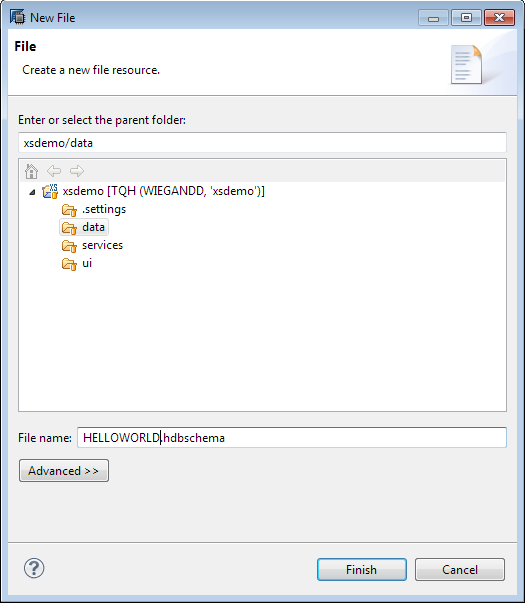 New File
File
Create a new file resource.
Enter or select the parent folder:
xsdemo/data
xsdemo [TQH (WIEGANDD, 'xsdemo')]
.settings
data
services
ui
File name: HELLOWORLD.hdbschema
Advanced >>
? Finish Cancel